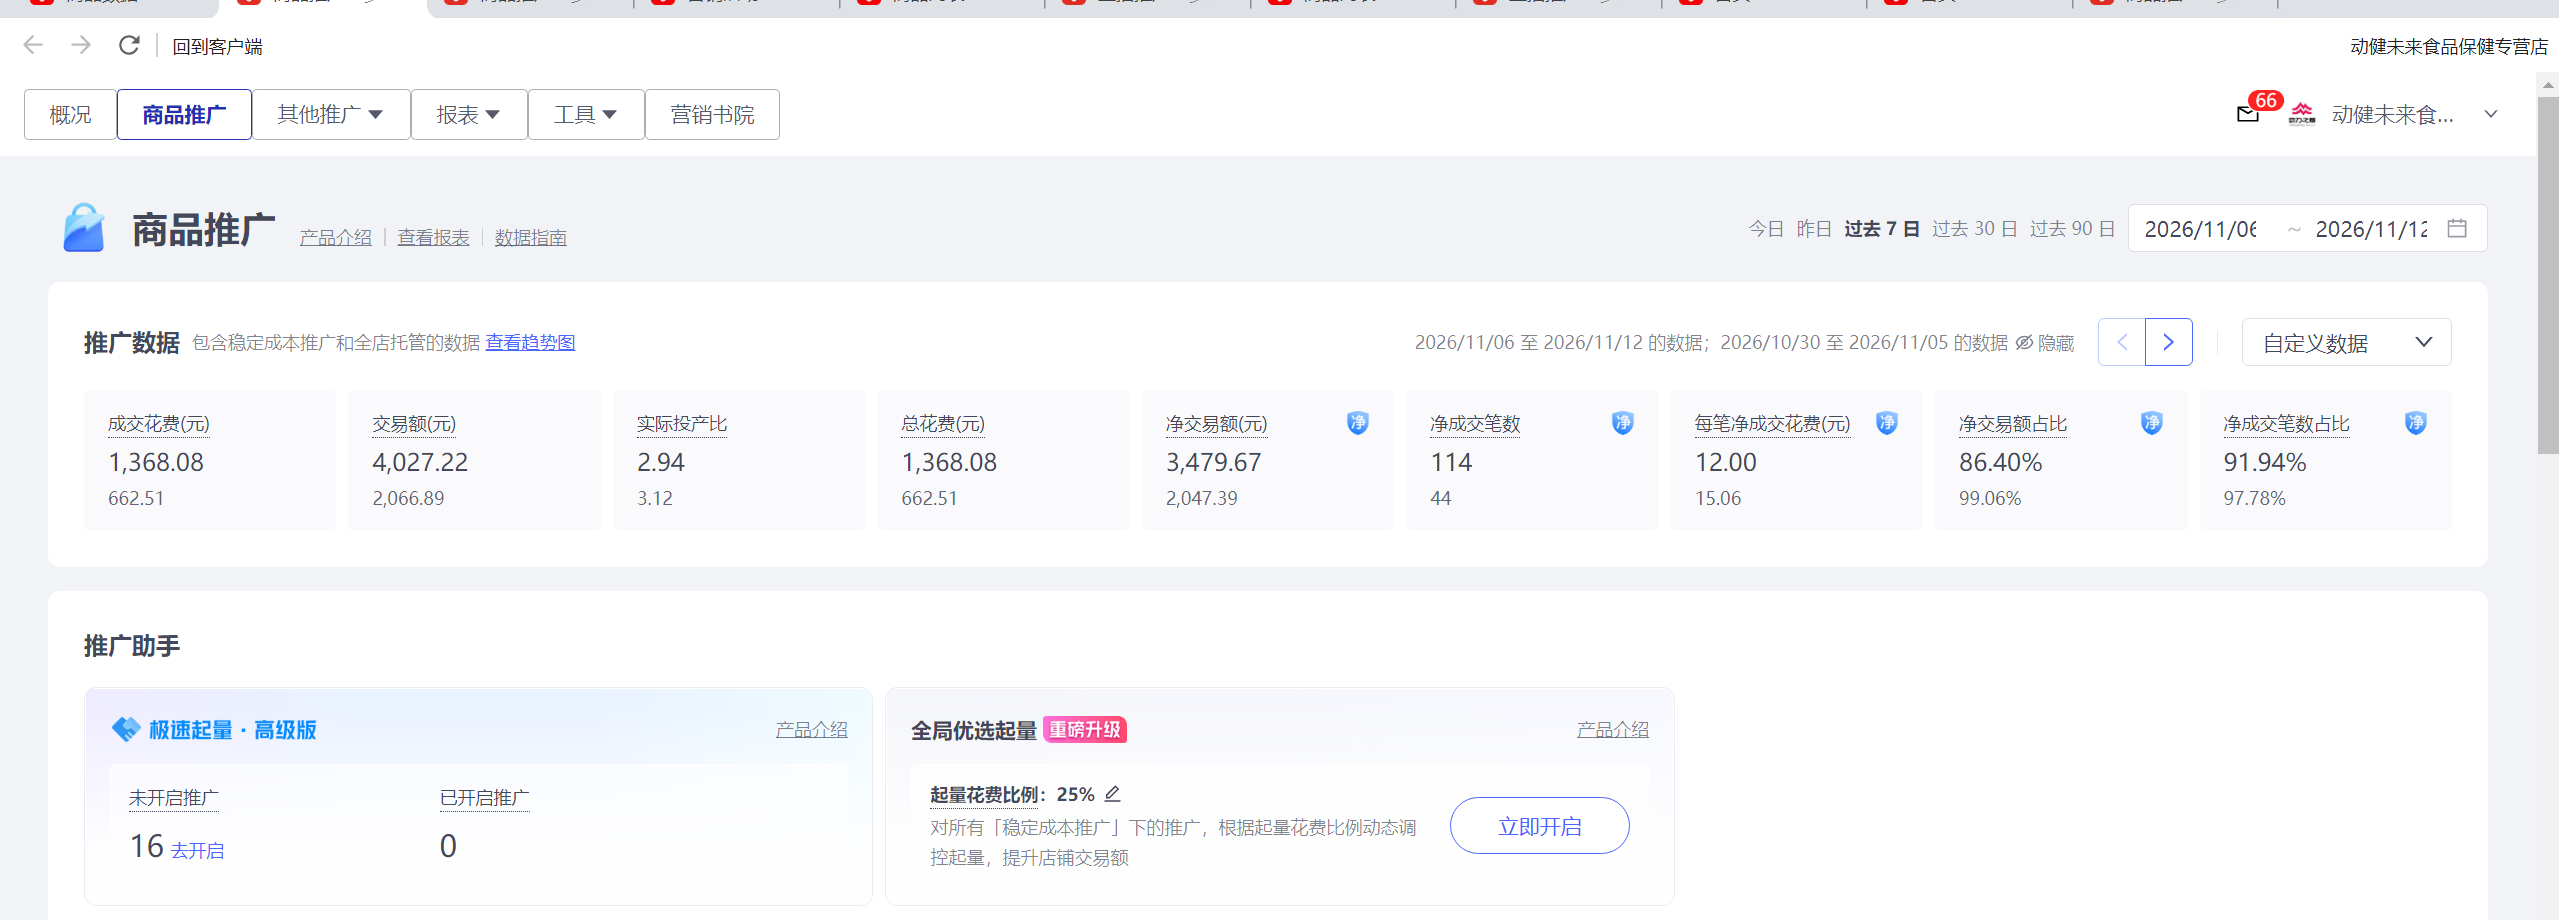 回到客户端
动健未来食品保健专营店
概况 商品推广 其他推广 报表 工具 营销书院
66 动健未来食...
商品推广 产品介绍 查看报表 数据指南
今日 昨日 过去 7 日 过去 30 日 过去 90 日 2026/11/06 ~ 2026/11/12
推广数据 包含稳定成本推广和全店托管的数据 查看趋势图
2026/11/06 至 2026/11/12 的数据；2026/10/30 至 2026/11/05 的数据 隐藏
自定义数据
成交花费(元) 交易额(元) 实际投产比 总花费(元) 净交易额(元) 净 净成交笔数 净 每笔净成交花费(元) 净 净交易额占比 净 净成交笔数占比 净
1,368.08 4,027.22 2.94 1,368.08 3,479.67 114 12.00 86.40% 91.94%
662.51 2,066.89 3.12 662.51 2,047.39 44 15.06 99.06% 97.78%
推广助手
极速起量 · 高级版 产品介绍
未开启推广 已开启推广
16 去开启 0
全局优选起量 重磅升级 产品介绍
起量花费比例：25%
对所有「稳定成本推广」下的推广，根据起量花费比例动态调
控起量，提升店铺交易额
立即开启